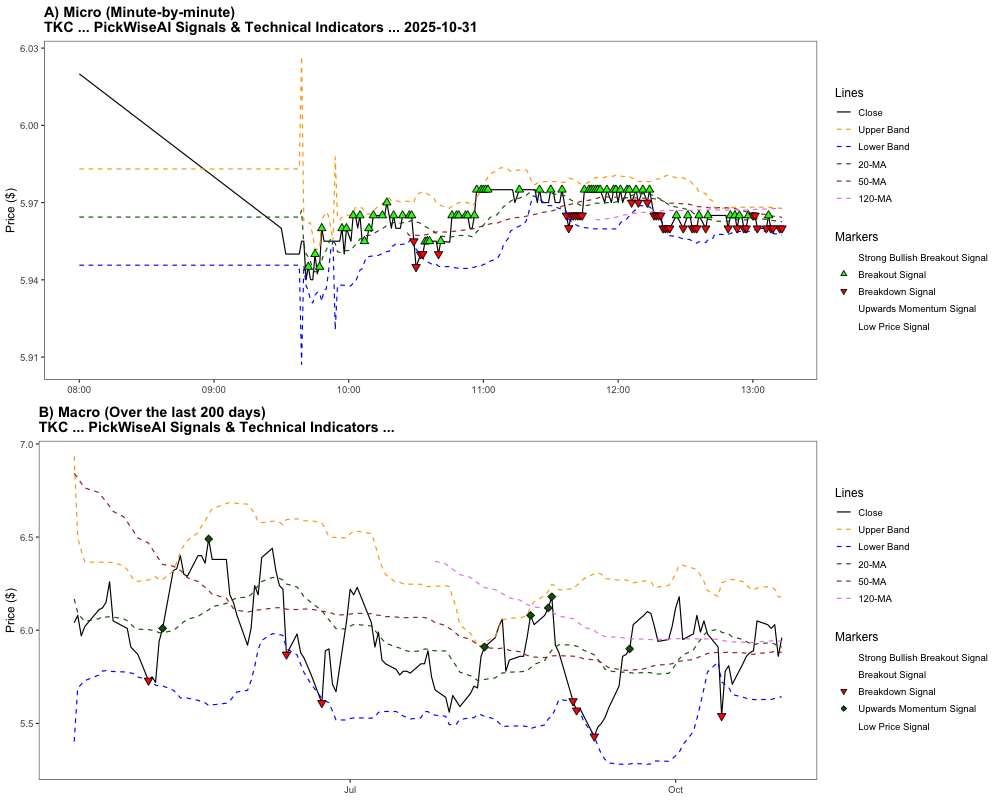 A) Micro (Minute-by-minute)
TKC ... PickWiseAI Signals & Technical Indicators ... 2025-10-31
Price ($)
6.03
6.00
5.97
5.94
5.91
08:00 09:00 10:00 11:00 12:00 13:00
Lines
Close
Upper Band
Lower Band
20-MA
50-MA
120-MA
Markers
Strong Bullish Breakout Signal
Breakout Signal
Breakdown Signal
Upwards Momentum Signal
Low Price Signal
B) Macro (Over the last 200 days)
TKC ... PickWiseAI Signals & Technical Indicators ...
Price ($)
7.0
6.5
6.0
5.5
Jul Oct
Lines
Close
Upper Band
Lower Band
20-MA
50-MA
120-MA
Markers
Strong Bullish Breakout Signal
Breakout Signal
Breakdown Signal
Upwards Momentum Signal
Low Price Signal